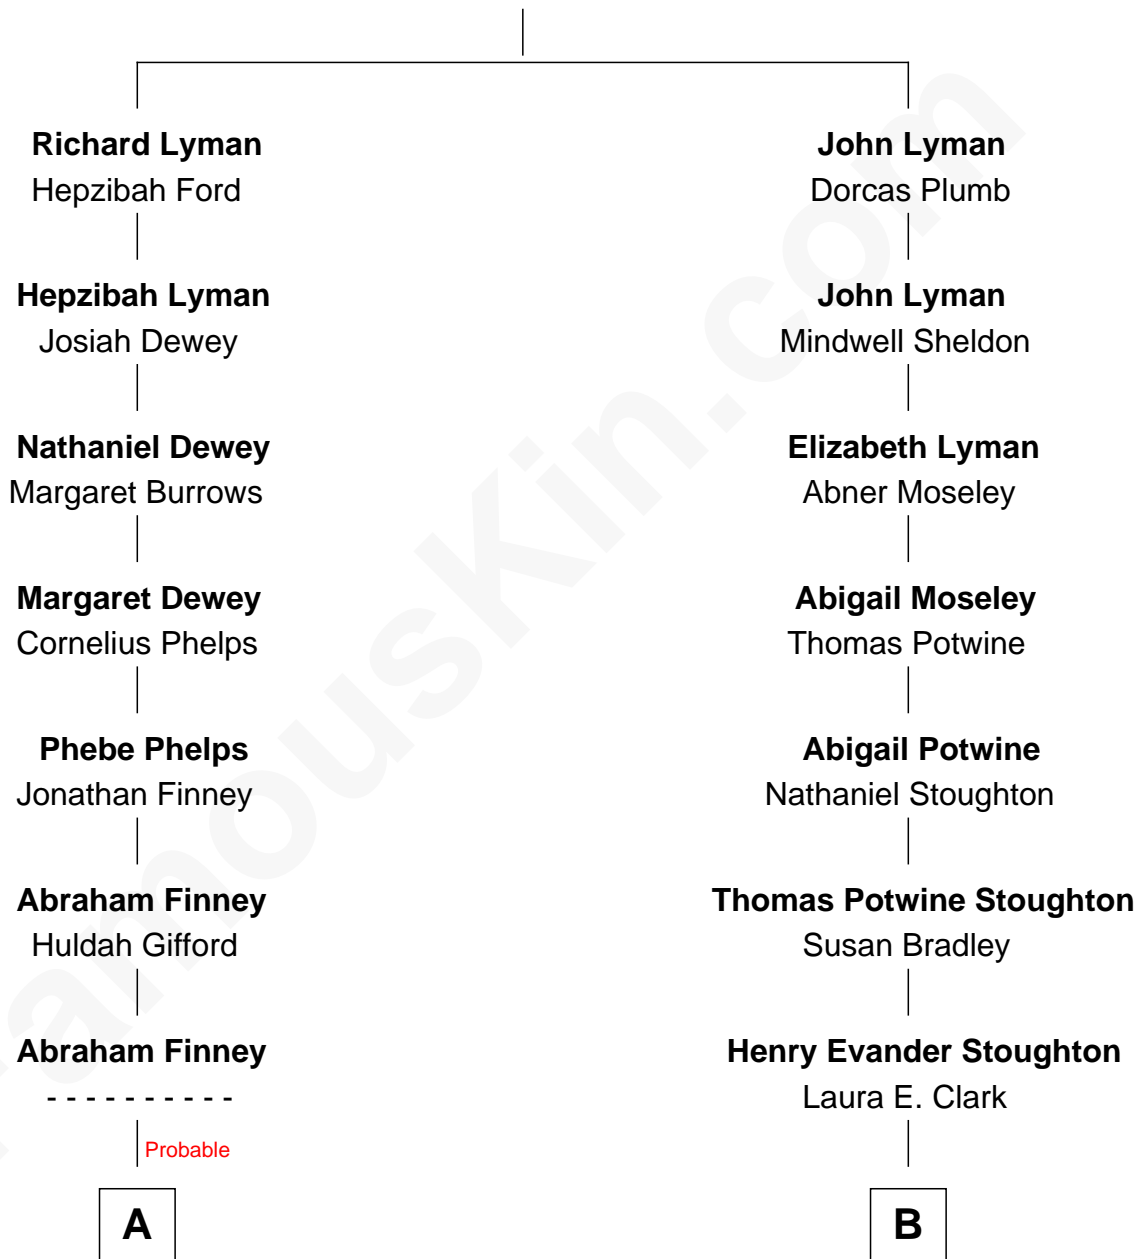 Richard Lyman
Hepzibah Ford
Hepzibah Lyman
Josiah Dewey
Nathaniel Dewey
Margaret Burrows
Margaret Dewey
Cornelius Phelps
Phebe Phelps
Jonathan Finney
Abraham Finney
Huldah Gifford
Abraham Finney
- - - - - - - - - -
Probable
A
John Lyman
Dorcas Plumb
John Lyman
Mindwell Sheldon
Elizabeth Lyman
Abner Moseley
Abigail Moseley
Thomas Potwine
Abigail Potwine
Nathaniel Stoughton
Thomas Potwine Stoughton
Susan Bradley
Henry Evander Stoughton
Laura E. Clark
B
FamousKin.com